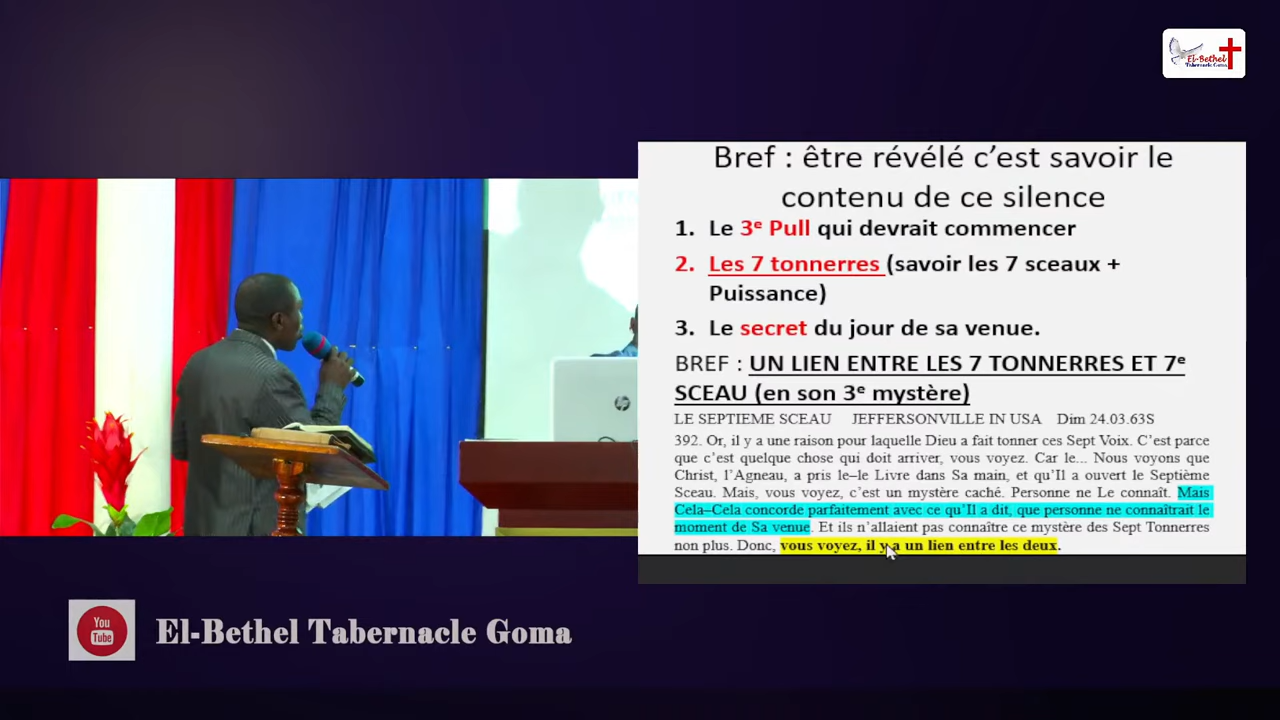 El-Bethel
Tabernacle Goma
Bref : être révélé c’est savoir le
contenu de ce silence
1. Le 3e Pull qui devrait commencer
2. Les 7 tonnerres (savoir les 7 sceaux +
Puissance)
3. Le secret du jour de sa venue.
BREF : UN LIEN ENTRE LES 7 TONNERRES ET 7e
SCEAU (en son 3e mystère)
LE SEPTIEME SCEAU JEFFERSONVILLE IN USA Dim 24.03.63S
392. Or, il y a une raison pour laquelle Dieu a fait tonner ces Sept Voix. C’est parce
que c’est quelque chose qui doit arriver, vous voyez. Car le... Nous voyons que
Christ, l’Agneau, a pris le–le Livre dans Sa main, et qu’Il a ouvert le Septième
Sceau. Mais, vous voyez, c’est un mystère caché. Personne ne Le connaît. Mais
Cela–Cela concorde parfaitement avec ce qu’Il a dit, que personne ne connaîtrait le
moment de Sa venue. Et ils n’allaient pas connaître ce mystère des Sept Tonnerres
non plus. Donc, vous voyez, il y a un lien entre les deux.
hp
You
Tube
El-Bethel Tabernacle Goma